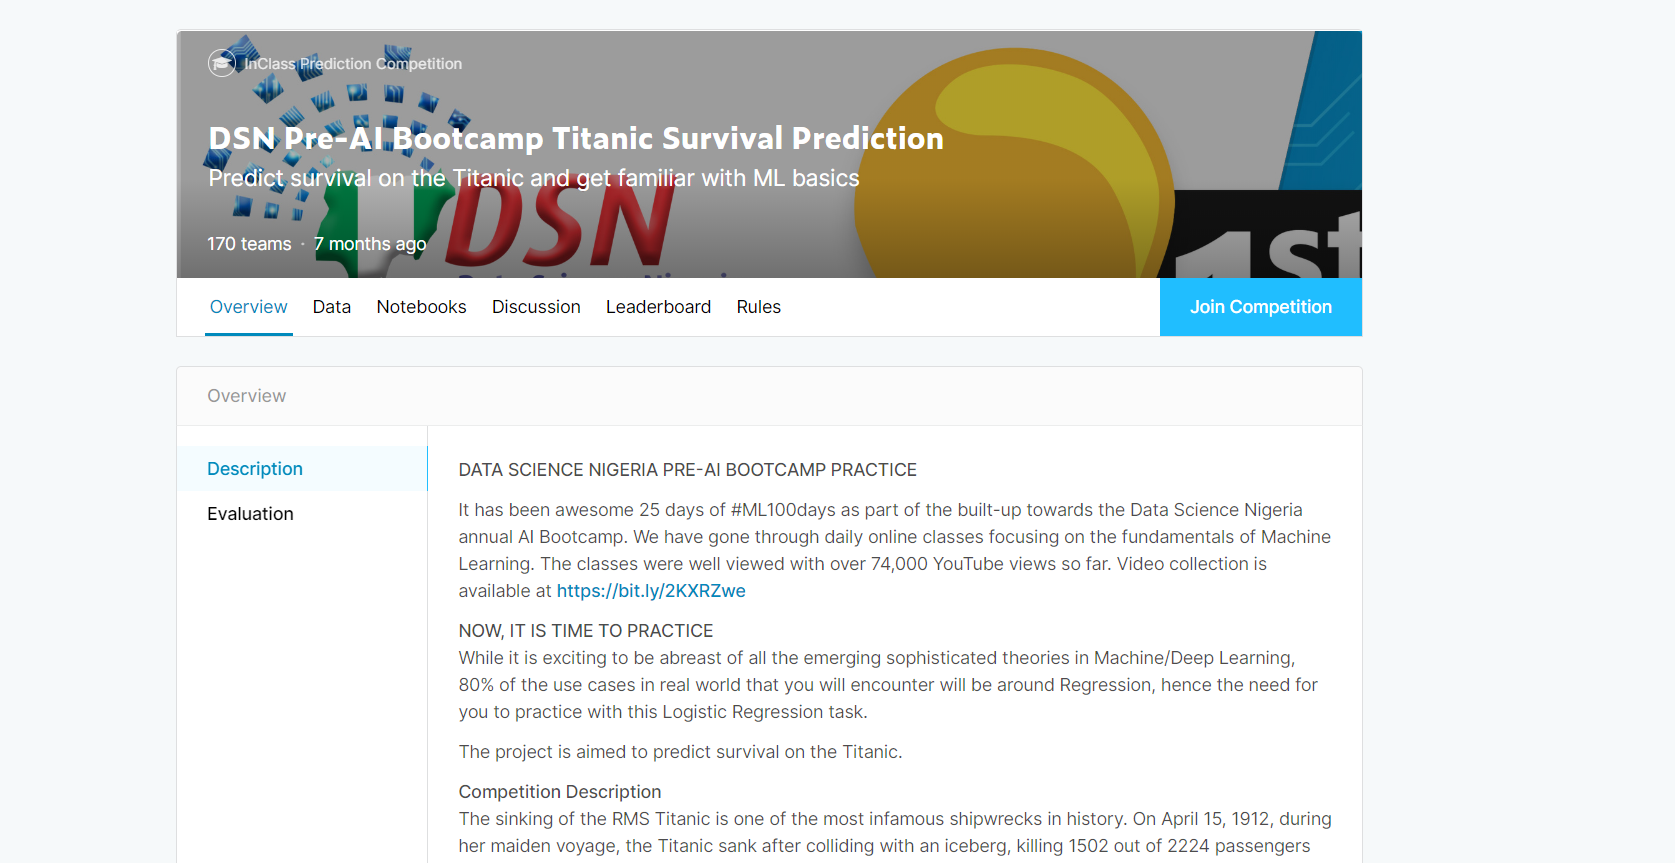 InClass Prediction Competition
DSN Pre-AI Bootcamp Titanic Survival Prediction
Predict survival on the Titanic and get familiar with ML basics
DSN
170 teams · 7 months ago
1st
Overview Data Notebooks Discussion Leaderboard Rules Join Competition
Overview
Description
Evaluation
DATA SCIENCE NIGERIA PRE-AI BOOTCAMP PRACTICE
It has been awesome 25 days of #ML100days as part of the built-up towards the Data Science Nigeria
annual AI Bootcamp. We have gone through daily online classes focusing on the fundamentals of Machine
Learning. The classes were well viewed with over 74,000 YouTube views so far. Video collection is
available at https://bit.ly/2KXRZwe
NOW, IT IS TIME TO PRACTICE
While it is exciting to be abreast of all the emerging sophisticated theories in Machine/Deep Learning,
80% of the use cases in real world that you will encounter will be around Regression, hence the need for
you to practice with this Logistic Regression task.
The project is aimed to predict survival on the Titanic.
Competition Description
The sinking of the RMS Titanic is one of the most infamous shipwrecks in history. On April 15, 1912, during
her maiden voyage, the Titanic sank after colliding with an iceberg, killing 1502 out of 2224 passengers